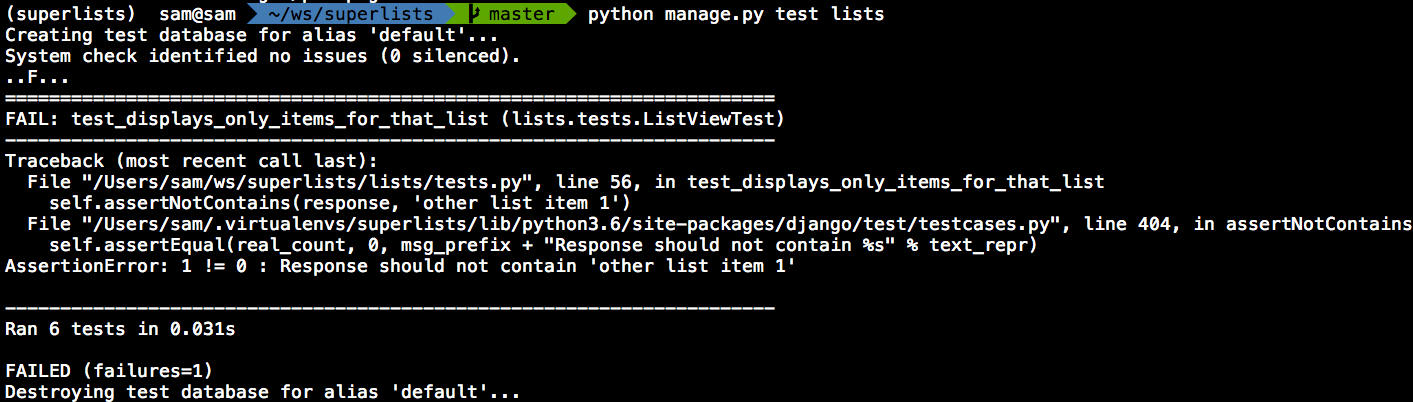 (superlists) sam@sam ~/ws/superlists master python manage.py test lists
Creating test database for alias 'default'...
System check identified no issues (0 silenced).
..F...
======================================================================
FAIL: test_displays_only_items_for_that_list (lists.tests.ListViewTest)
----------------------------------------------------------------------
Traceback (most recent call last):
  File "/Users/sam/ws/superlists/lists/tests.py", line 56, in test_displays_only_items_for_that_list
    self.assertNotContains(response, 'other list item 1')
  File "/Users/sam/.virtualenvs/superlists/lib/python3.6/site-packages/django/test/testcases.py", line 404, in assertNotContains
    self.assertEqual(real_count, 0, msg_prefix + "Response should not contain %s" % text_repr)
AssertionError: 1 != 0 : Response should not contain 'other list item 1'
----------------------------------------------------------------------
Ran 6 tests in 0.031s
FAILED (failures=1)
Destroying test database for alias 'default'...